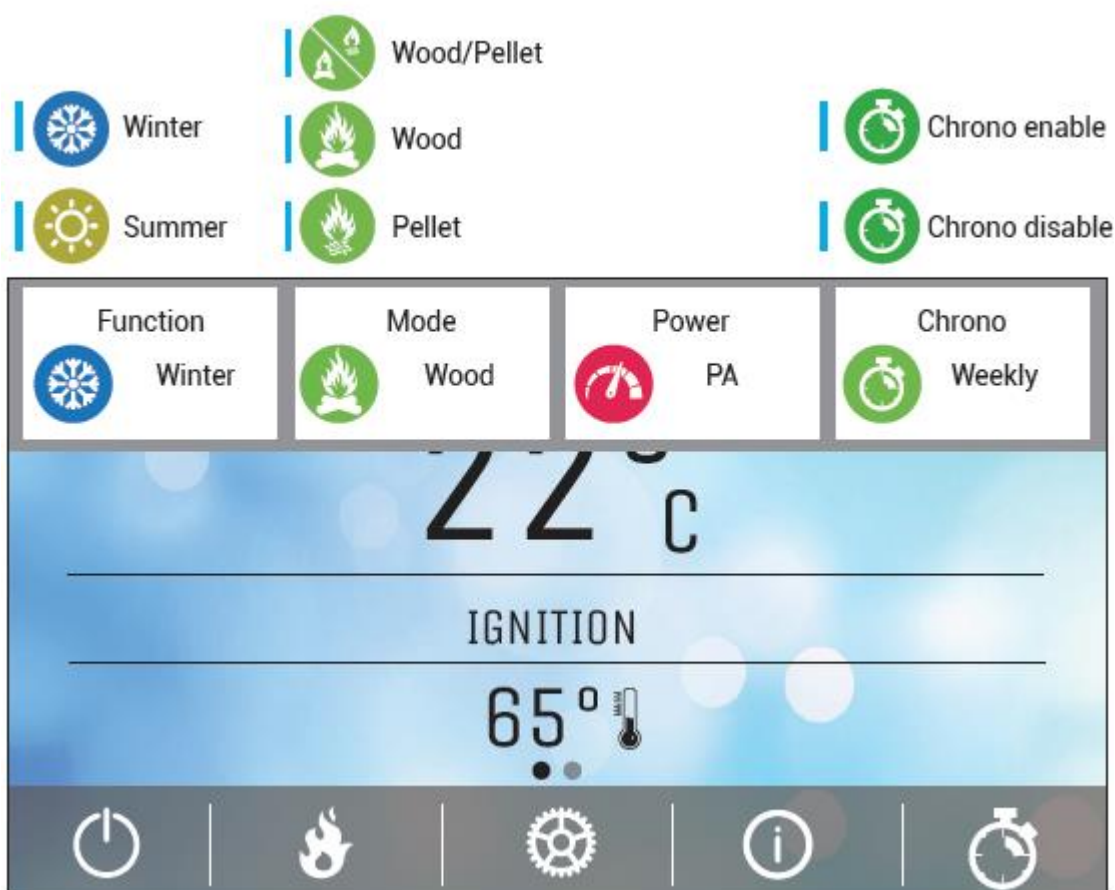 Wood/Pellet
Winter
Wood
Chrono enable
Summer
Pellet
Chrono disable
Function
Mode
Power
Chrono
Winter
Wood
PA
Weekly
22° C
IGNITION
65°